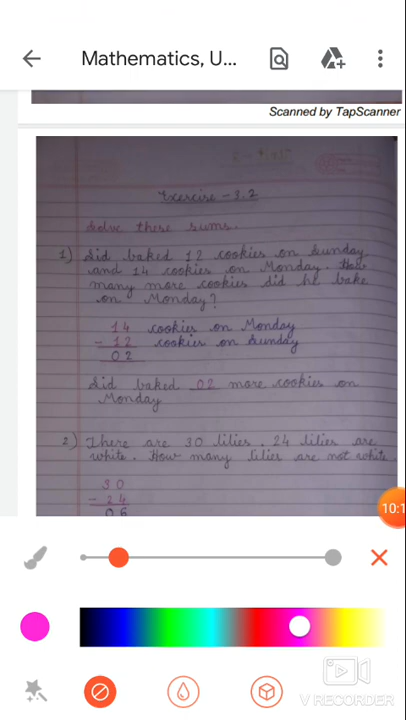 Mathematics, U...
Scanned by TapScanner
Exercise - 3.2
Solve these sums.
1) Sid baked 12 cookies on Sunday
and 14 cookies on Monday. How
many more cookies did he bake
on Monday?
14 cookies on Monday
- 12 cookies on Sunday
02
Sid baked 02 more cookies on
Monday
2) There are 30 lilies. 24 lilies are
white. How many lilies are not white.
30
- 24
06
10:1
V RECORDER